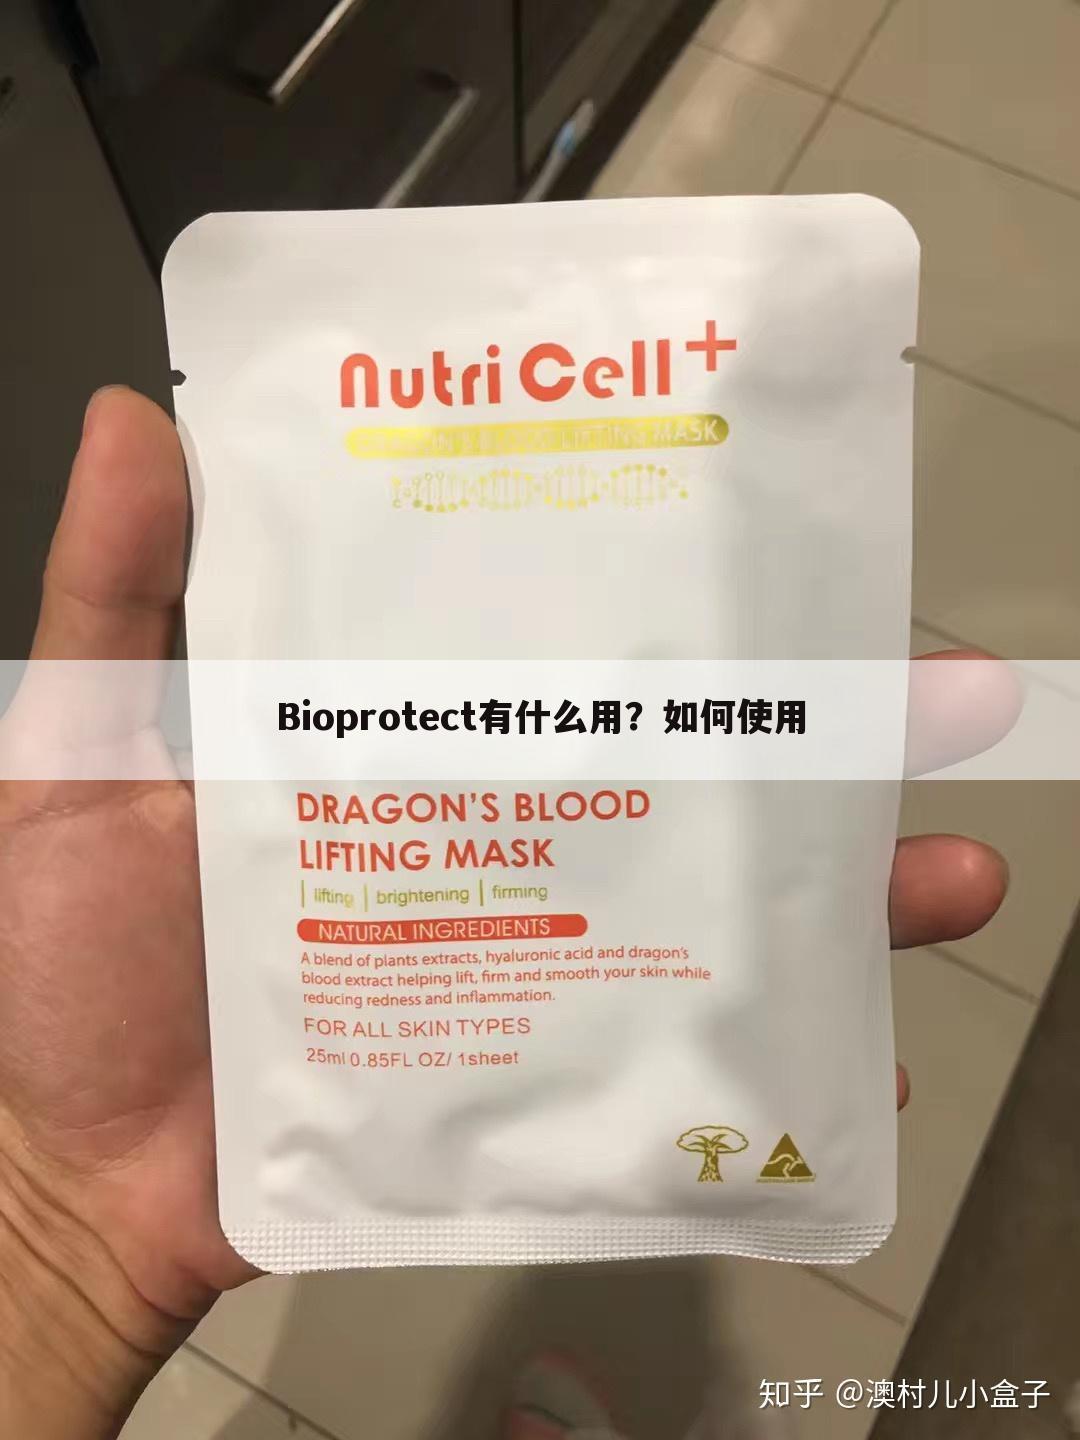 nutri Cell+
LIFTING MASK
Bioprotect有什么用？如何使用
DRAGON'S BLOOD
LIFTING MASK
lifting | brightening | firming
NATURAL INGREDIENTS
A blend of plants extracts, hyaluronic acid and dragon's
blood extract helping lift, firm and smooth your skin while
reducing redness and inflammation.
FOR ALL SKIN TYPES
25ml 0.85FL OZ/ 1sheet
知乎 @澳村儿小盒子